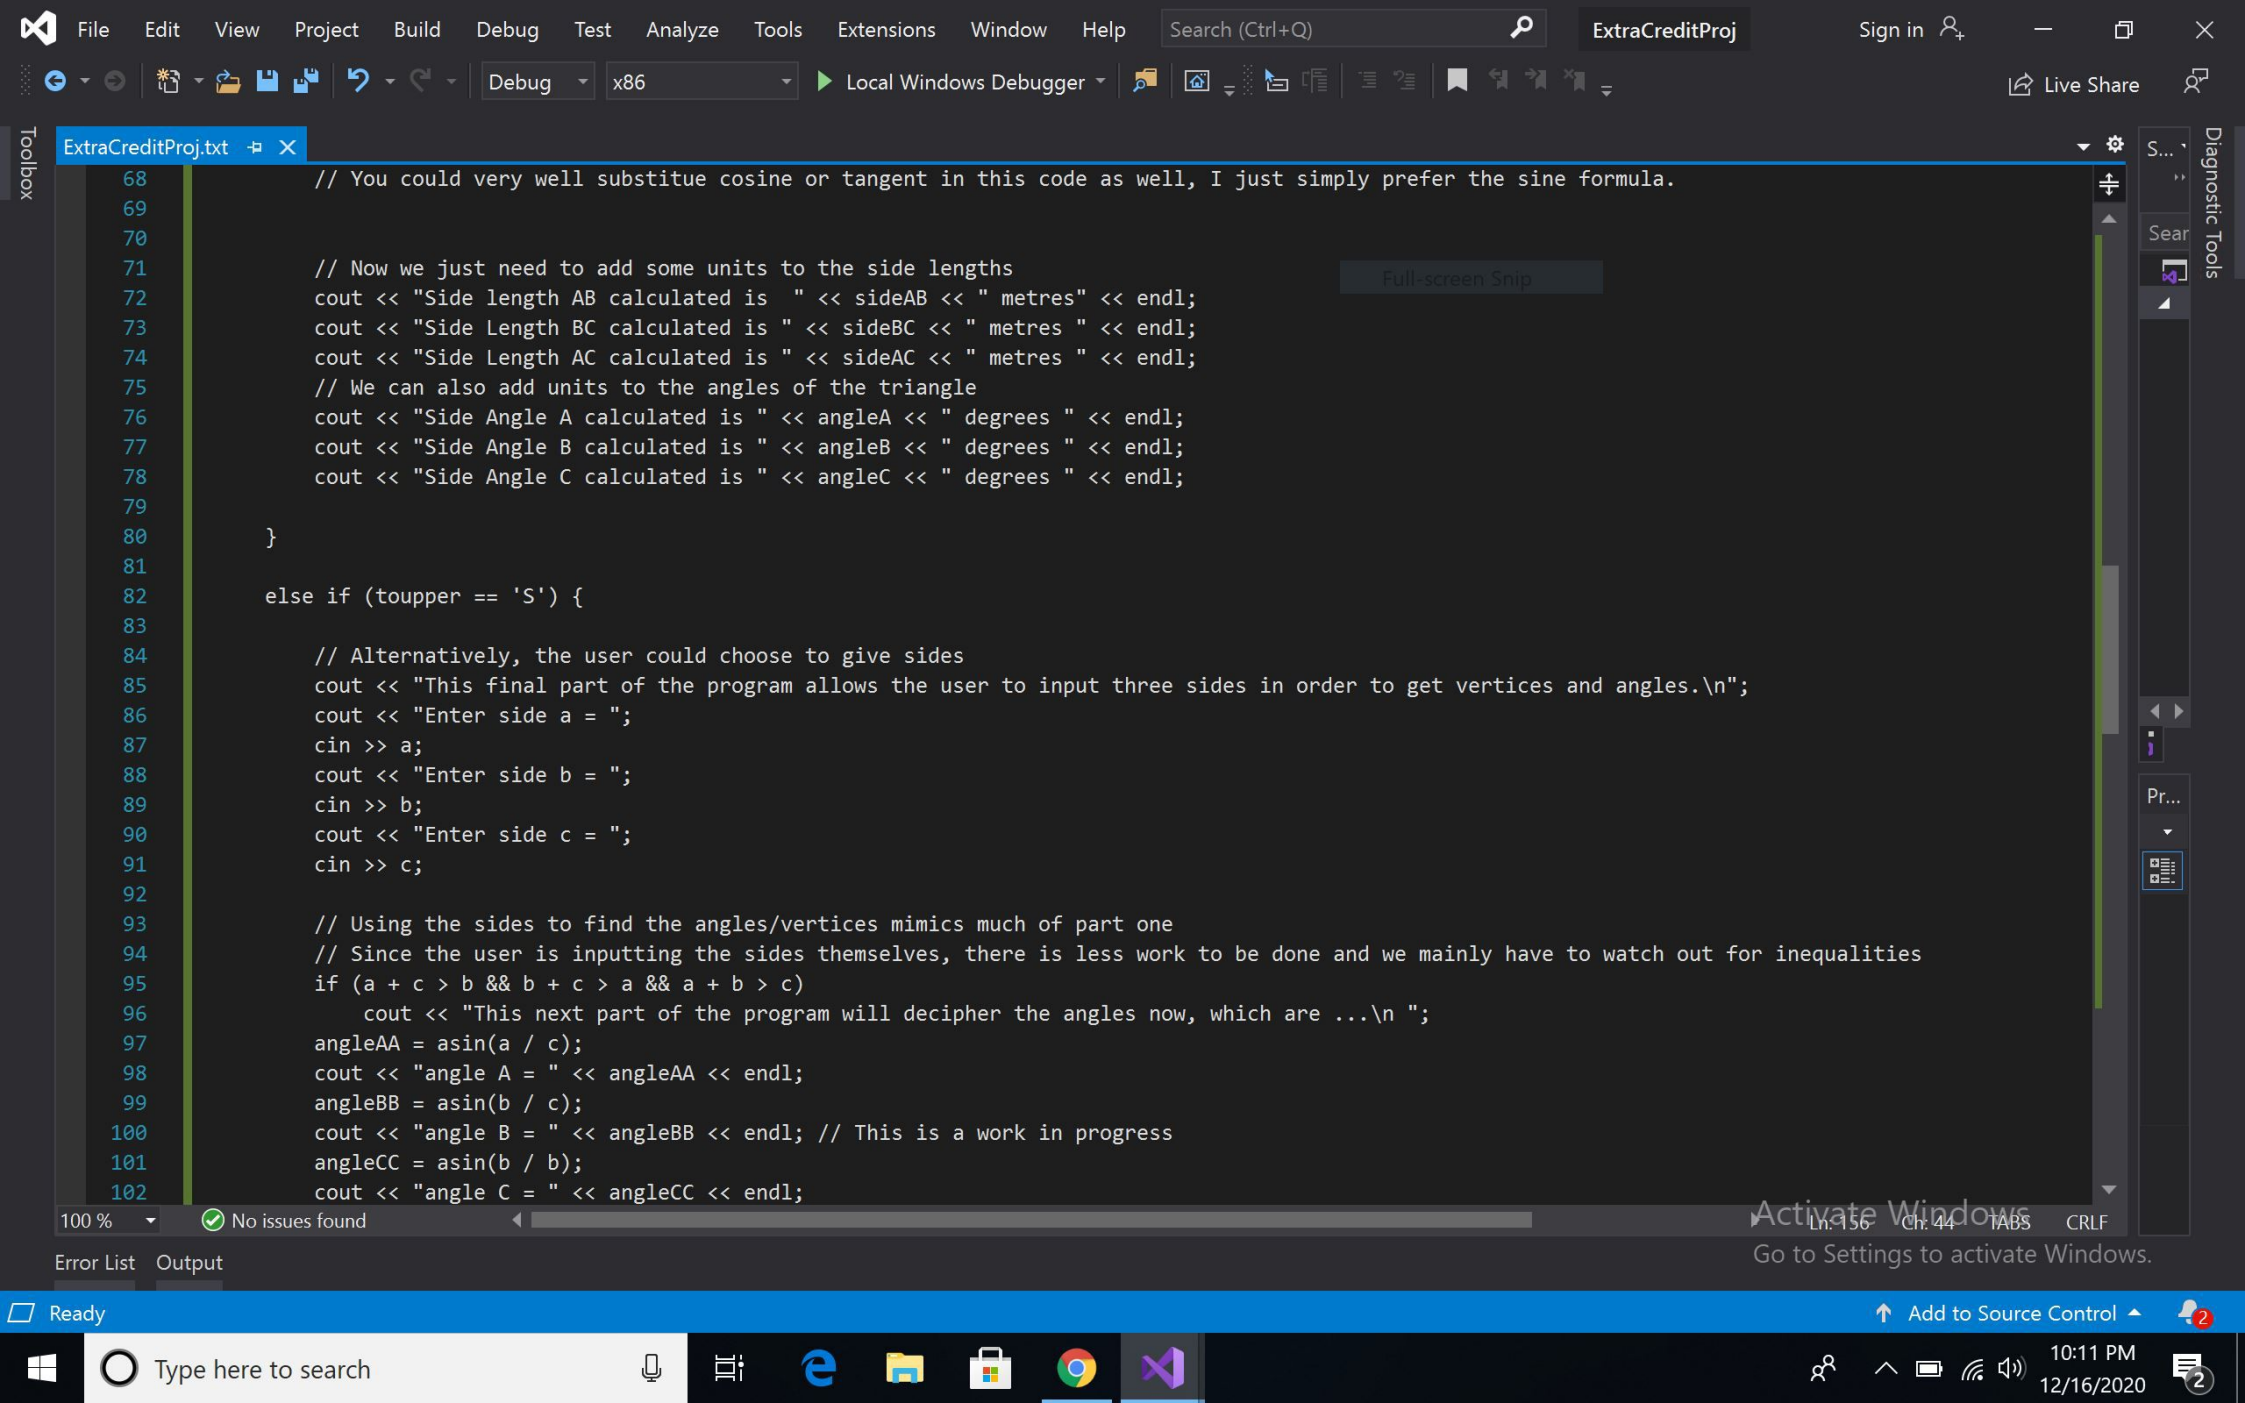 File Edit View Project Build Debug Test Analyze Tools Extensions Window Help Search (Ctrl+Q) ExtraCreditProj Sign in
Debug x86 Local Windows Debugger Live Share
Toolbox
ExtraCreditProj.txt
68 // You could very well substitue cosine or tangent in this code as well, I just simply prefer the sine formula.
69
70
71 // Now we just need to add some units to the side lengths
Full-screen Snip
72 cout << "Side length AB calculated is  " << sideAB << " metres" << endl;
73 cout << "Side Length BC calculated is " << sideBC << " metres " << endl;
74 cout << "Side Length AC calculated is " << sideAC << " metres " << endl;
75 // We can also add units to the angles of the triangle
76 cout << "Side Angle A calculated is " << angleA << " degrees " << endl;
77 cout << "Side Angle B calculated is " << angleB << " degrees " << endl;
78 cout << "Side Angle C calculated is " << angleC << " degrees " << endl;
79
80 }
81
82 else if (toupper == 'S') {
83
84 // Alternatively, the user could choose to give sides
85 cout << "This final part of the program allows the user to input three sides in order to get vertices and angles.\n";
86 cout << "Enter side a = ";
87 cin >> a;
88 cout << "Enter side b = ";
89 cin >> b;
90 cout << "Enter side c = ";
91 cin >> c;
92
93 // Using the sides to find the angles/vertices mimics much of part one
94 // Since the user is inputting the sides themselves, there is less work to be done and we mainly have to watch out for inequalities
95 if (a + c > b && b + c > a && a + b > c)
96 cout << "This next part of the program will decipher the angles now, which are ...\n ";
97 angleAA = asin(a / c);
98 cout << "angle A = " << angleAA << endl;
99 angleBB = asin(b / c);
100 cout << "angle B = " << angleBB << endl; // This is a work in progress
101 angleCC = asin(b / b);
102 cout << "angle C = " << angleCC << endl;
S...
Sear
Pr...
Diagnostic Tools
100 % No issues found Ln: 156 Ch: 44 TABS CRLF
Activate Windows
Go to Settings to activate Windows.
Error List Output
Ready Add to Source Control 2
Type here to search
10:11 PM
12/16/2020
2